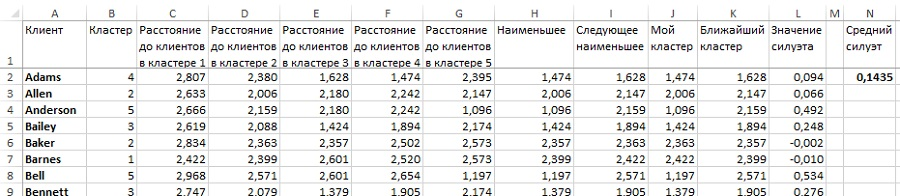 A B C D E F G H I J K L M N
1 Клиент Кластер Расстояние до клиентов в кластере 1 Расстояние до клиентов в кластере 2 Расстояние до клиентов в кластере 3 Расстояние до клиентов в кластере 4 Расстояние до клиентов в кластере 5 Наименьшее Следующее наименьшее Мой кластер Ближайший кластер Значение силуэта Средний силуэт
2 Adams 4 2,807 2,380 1,628 1,474 2,395 1,474 1,628 1,474 1,628 0,094 0,1435
3 Allen 2 2,633 2,006 2,180 2,242 2,147 2,006 2,147 2,006 2,147 0,066
4 Anderson 5 2,666 2,159 2,180 2,242 1,096 1,096 2,159 1,096 2,159 0,492
5 Bailey 3 2,619 2,088 1,424 1,894 2,174 1,424 1,894 1,424 1,894 0,248
6 Baker 2 2,834 2,363 2,357 2,502 2,573 2,357 2,363 2,363 2,357 -0,002
7 Barnes 1 2,422 2,399 2,601 2,520 2,573 2,399 2,422 2,422 2,399 -0,010
8 Bell 5 2,968 2,571 2,601 2,654 1,197 1,197 2,571 1,197 2,571 0,534
9 Bennett 3 2,747 2,079 1,379 1,905 2,174 1,379 1,905 1,379 1,905 0,276